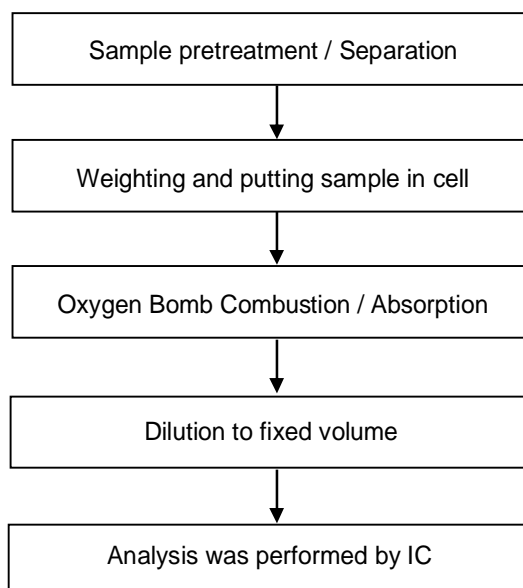 Sample pretreatment / Separation
Weighting and putting sample in cell
Oxygen Bomb Combustion / Absorption
Dilution to fixed volume
Analysis was performed by IC